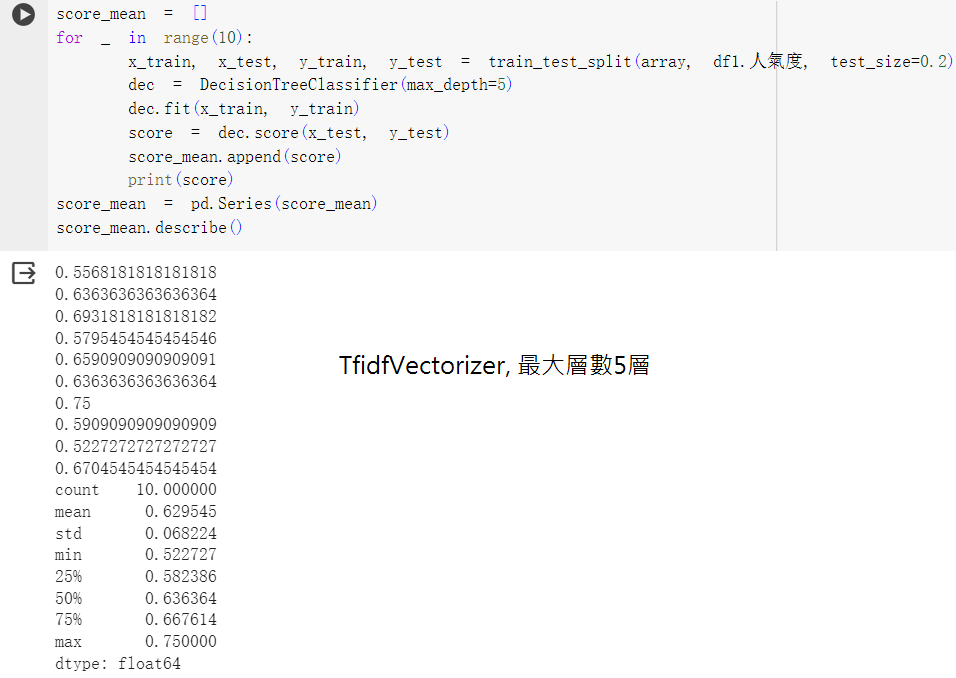 score_mean = []
for _ in range(10):
x_train, x_test, y_train, y_test = train_test_split(array, df1.人氣度, test_size=0.2)
dec = DecisionTreeClassifier(max_depth=5)
dec.fit(x_train, y_train)
score = dec.score(x_test, y_test)
score_mean.append(score)
print(score)
score_mean = pd.Series(score_mean)
score_mean.describe()
0.5568181818181818
0.6363636363636364
0.6931818181818182
0.5795454545454546
0.6590909090909091
0.6363636363636364
0.75
0.5909090909090909
0.5227272727272727
0.6704545454545454
count 10.000000
mean 0.629545
std 0.068224
min 0.522727
25% 0.582386
50% 0.636364
75% 0.667614
max 0.750000
dtype: float64
TfidfVectorizer, 最大層數5層